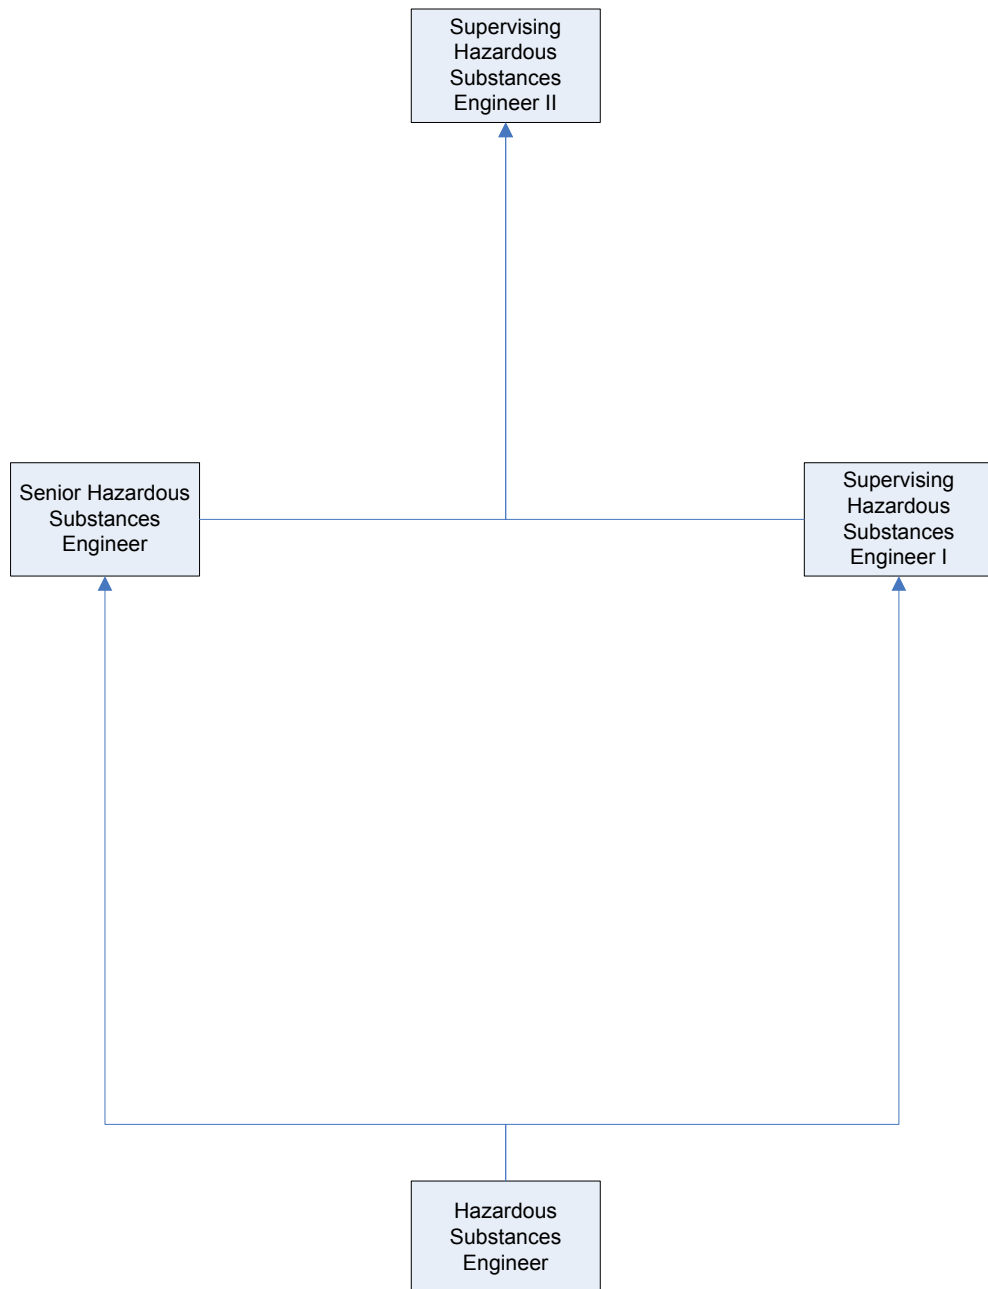 Supervising
Hazardous
Substances
Engineer II
Senior Hazardous
Substances
Engineer
Supervising
Hazardous
Substances
Engineer I
Hazardous
Substances
Engineer